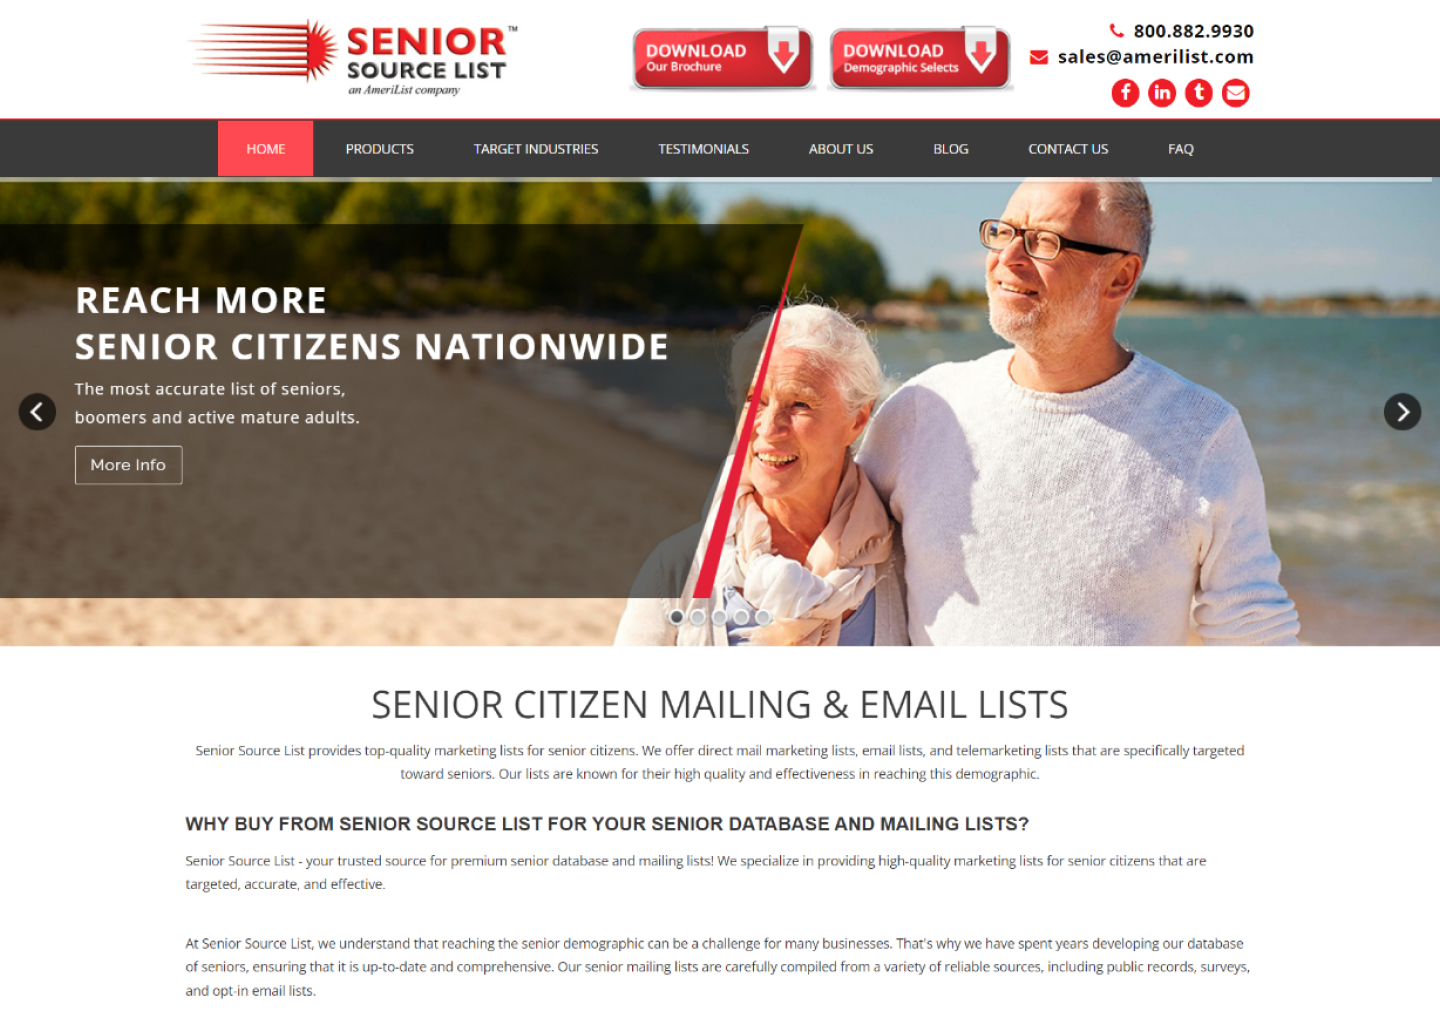 SENIOR™
SOURCE LIST
an AmeriList company
DOWNLOAD
Our Brochure
DOWNLOAD
Demographic Selects
800.882.9930
sales@amerilist.com
HOME
PRODUCTS
TARGET INDUSTRIES
TESTIMONIALS
ABOUT US
BLOG
CONTACT US
FAQ
REACH MORE
SENIOR CITIZENS NATIONWIDE
The most accurate list of seniors,
boomers and active mature adults.
More Info
SENIOR CITIZEN MAILING & EMAIL LISTS
Senior Source List provides top-quality marketing lists for senior citizens. We offer direct mail marketing lists, email lists, and telemarketing lists that are specifically targeted
toward seniors. Our lists are known for their high quality and effectiveness in reaching this demographic.
WHY BUY FROM SENIOR SOURCE LIST FOR YOUR SENIOR DATABASE AND MAILING LISTS?
Senior Source List - your trusted source for premium senior database and mailing lists! We specialize in providing high-quality marketing lists for senior citizens that are
targeted, accurate, and effective.
At Senior Source List, we understand that reaching the senior demographic can be a challenge for many businesses. That's why we have spent years developing our database
of seniors, ensuring that it is up-to-date and comprehensive. Our senior mailing lists are carefully compiled from a variety of reliable sources, including public records, surveys,
and opt-in email lists.